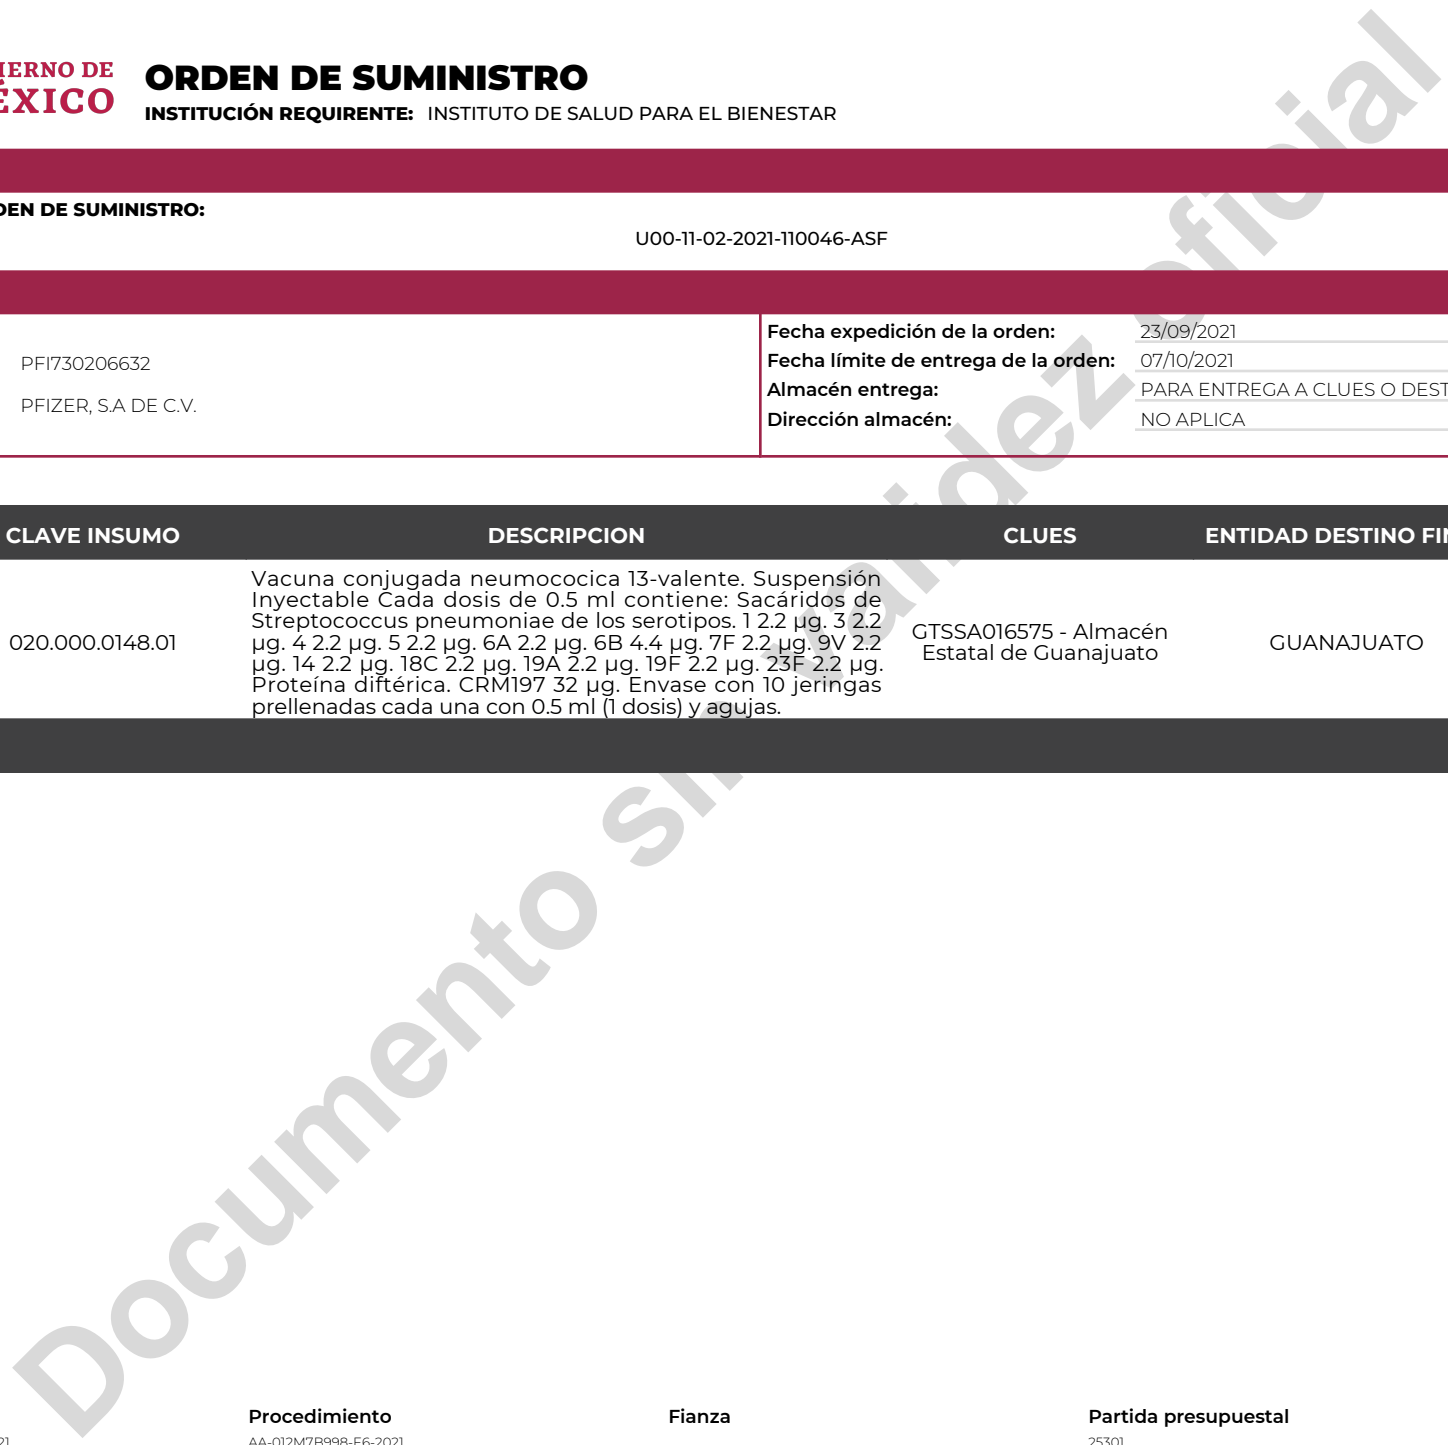 ORDEN DE SUMINISTRO
INSTITUCIÓN REQUIRENTE: INSTITUTO DE SALUD PARA EL BIENESTAR
DE SUMINISTRO:
U00-11-02-2021-110046-ASF
PFI730206632
PFIZER, S.A DE C.V.
Fecha expedición de la orden: 23/09/2021
Fecha límite de entrega de la orden: 07/10/2021
Almacén entrega: PARA ENTREGA A CLUES O DEST
Dirección almacén: NO APLICA
CLAVE INSUMO DESCRIPCION CLUES ENTIDAD DESTINO FIN
020.000.0148.01
Vacuna conjugada neumococica 13-valente. Suspensión
Inyectable Cada dosis de 0.5 ml contiene: Sacáridos de
Streptococcus pneumoniae de los serotipos. 1 2.2 µg. 3 2.2
µg. 4 2.2 µg. 5 2.2 µg. 6A 2.2 µg. 6B 4.4 µg. 7F 2.2 µg. 9V 2.2
µg. 14 2.2 µg. 18C 2.2 µg. 19A 2.2 µg. 19F 2.2 µg. 23F 2.2 µg.
Proteína diftérica. CRM197 32 µg. Envase con 10 jeringas
prellenadas cada una con 0.5 ml (1 dosis) y agujas.
GTSSA016575 - Almacén
Estatal de Guanajuato
GUANAJUATO
Documento sin validez oficial
Procedimiento Fianza Partida presupuestal
AA-012M7B998-E6-2021 25301